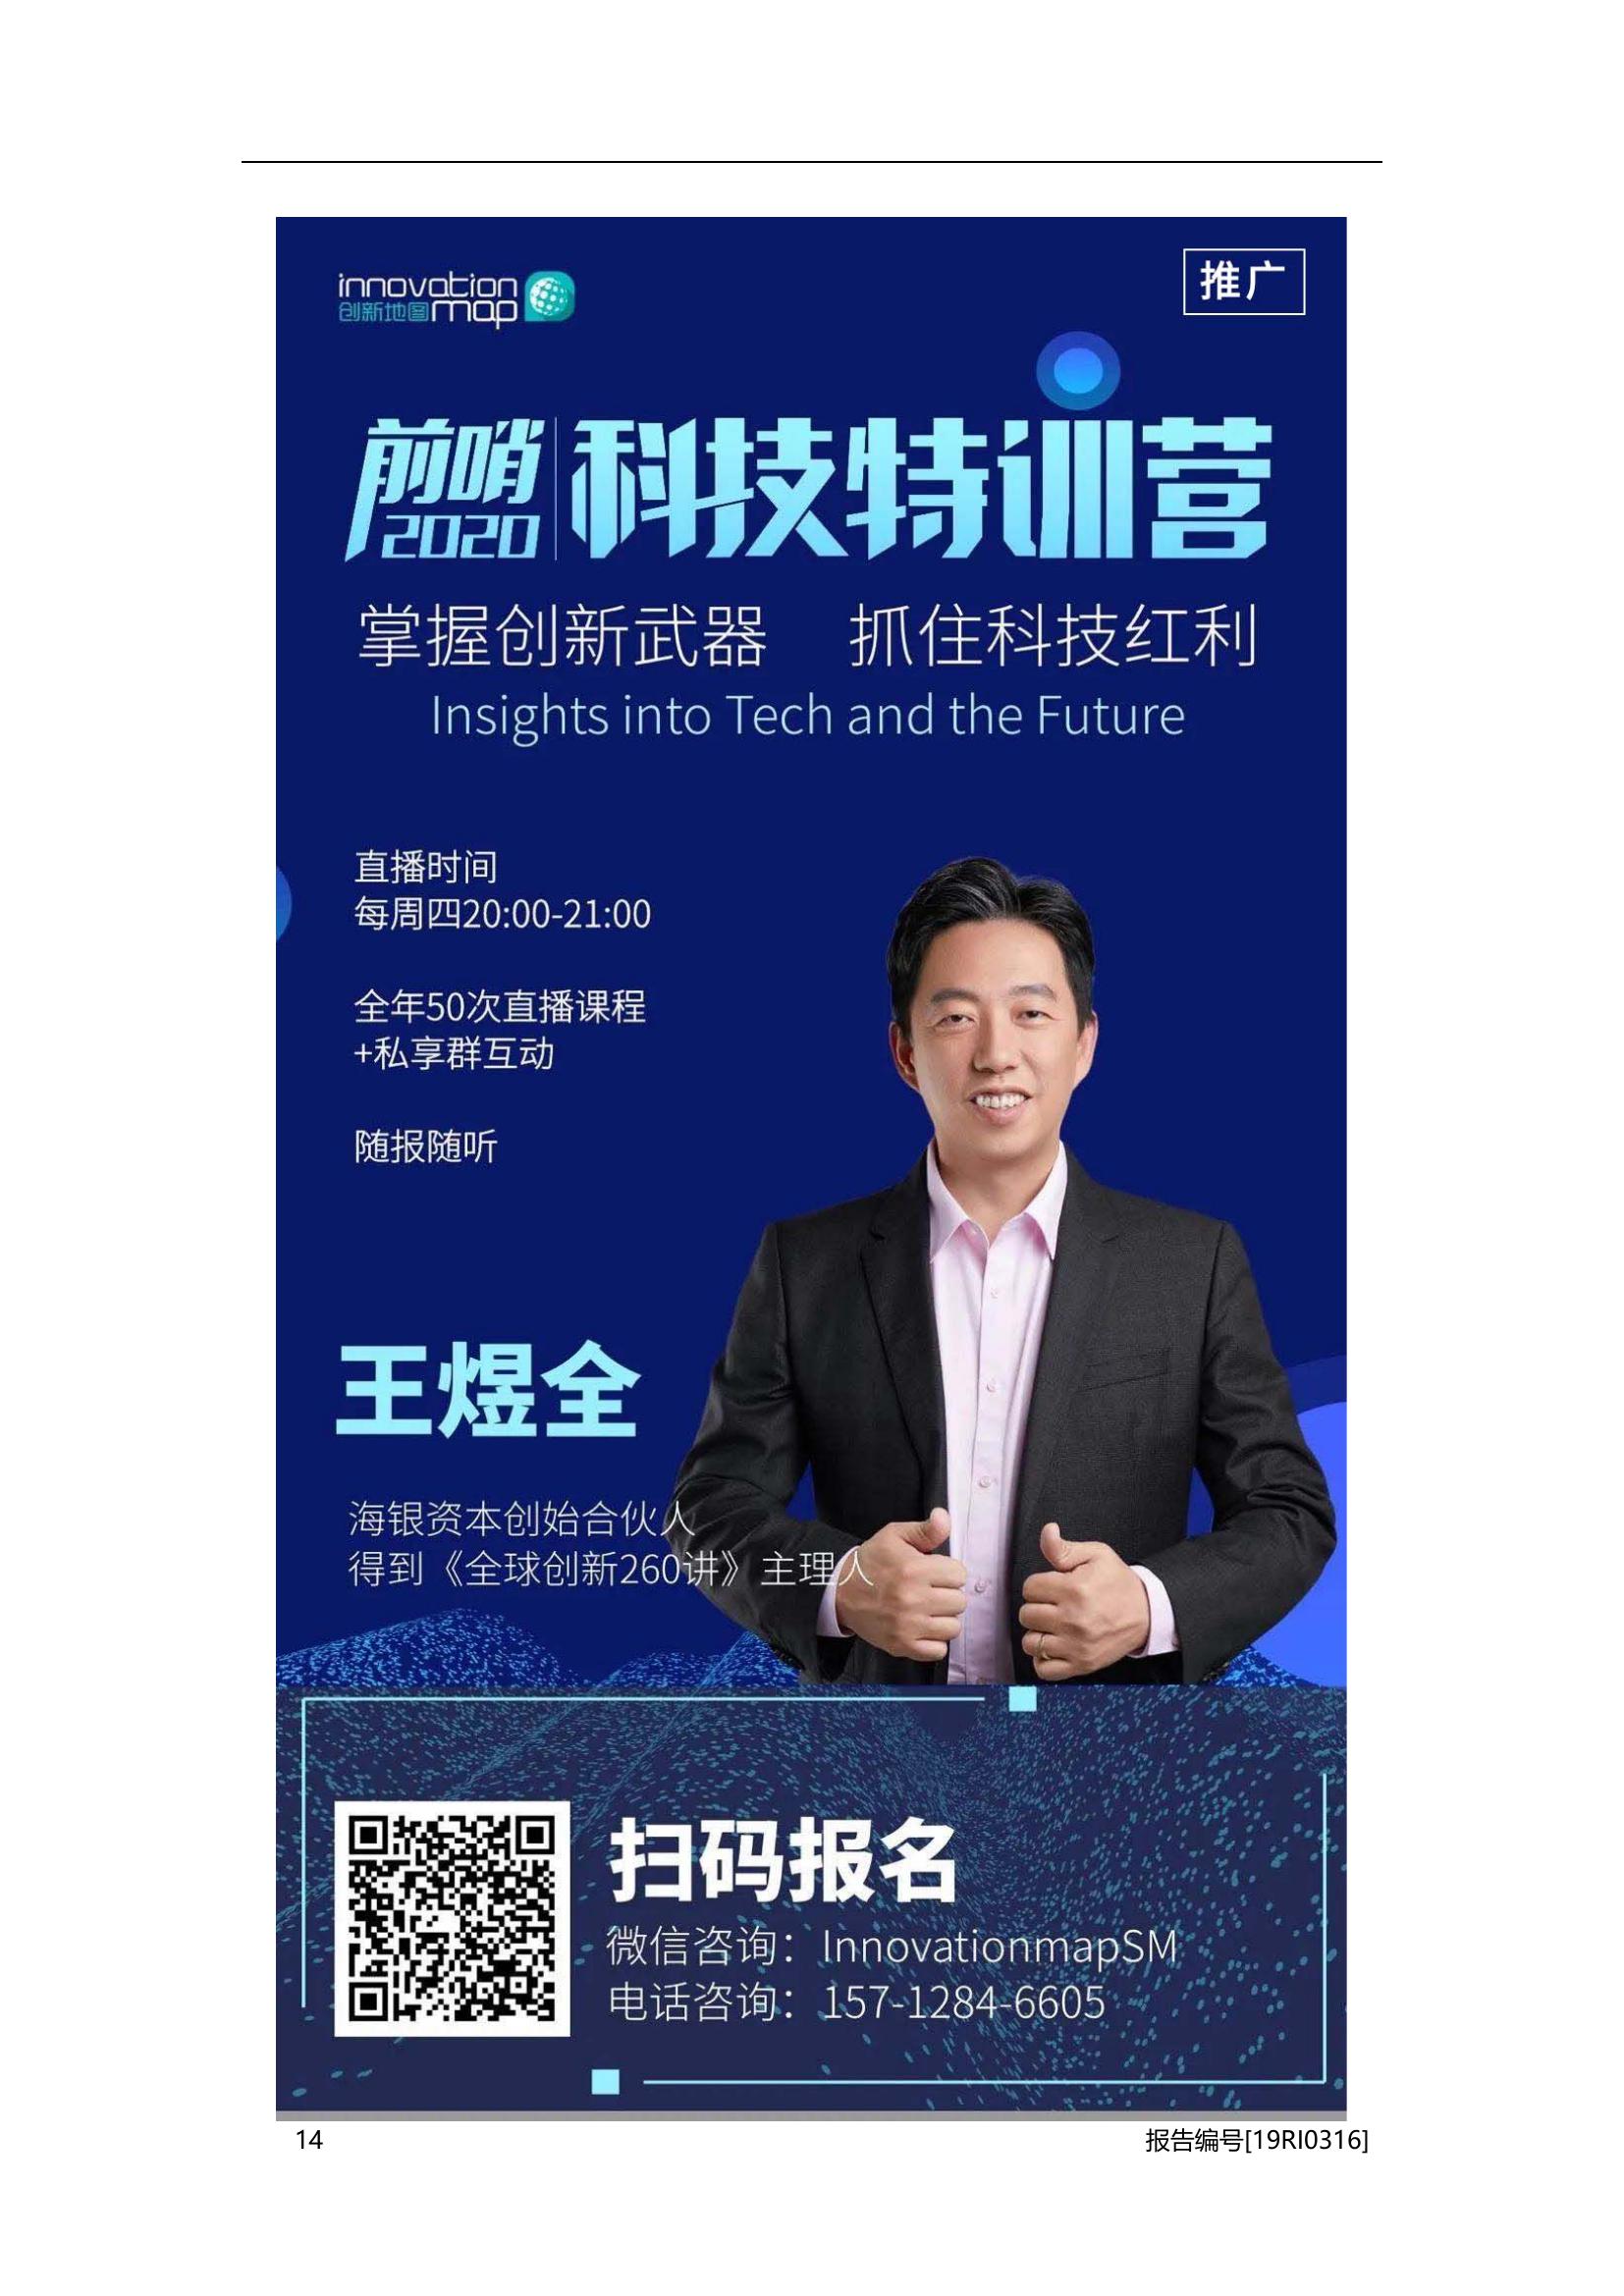 innovation
创新地图map
推广
前哨
2020
科技特训营
掌握创新武器 抓住科技红利
Insights into Tech and the Future
直播时间
每周四20:00-21:00
全年50次直播课程
+私享群互动
随报随听
王煜全
海银资本创始合伙人
得到《全球创新260讲》主理人
扫码报名
微信咨询：InnovationmapSM
电话咨询：157-1284-6605
14
报告编号[19RI0316]